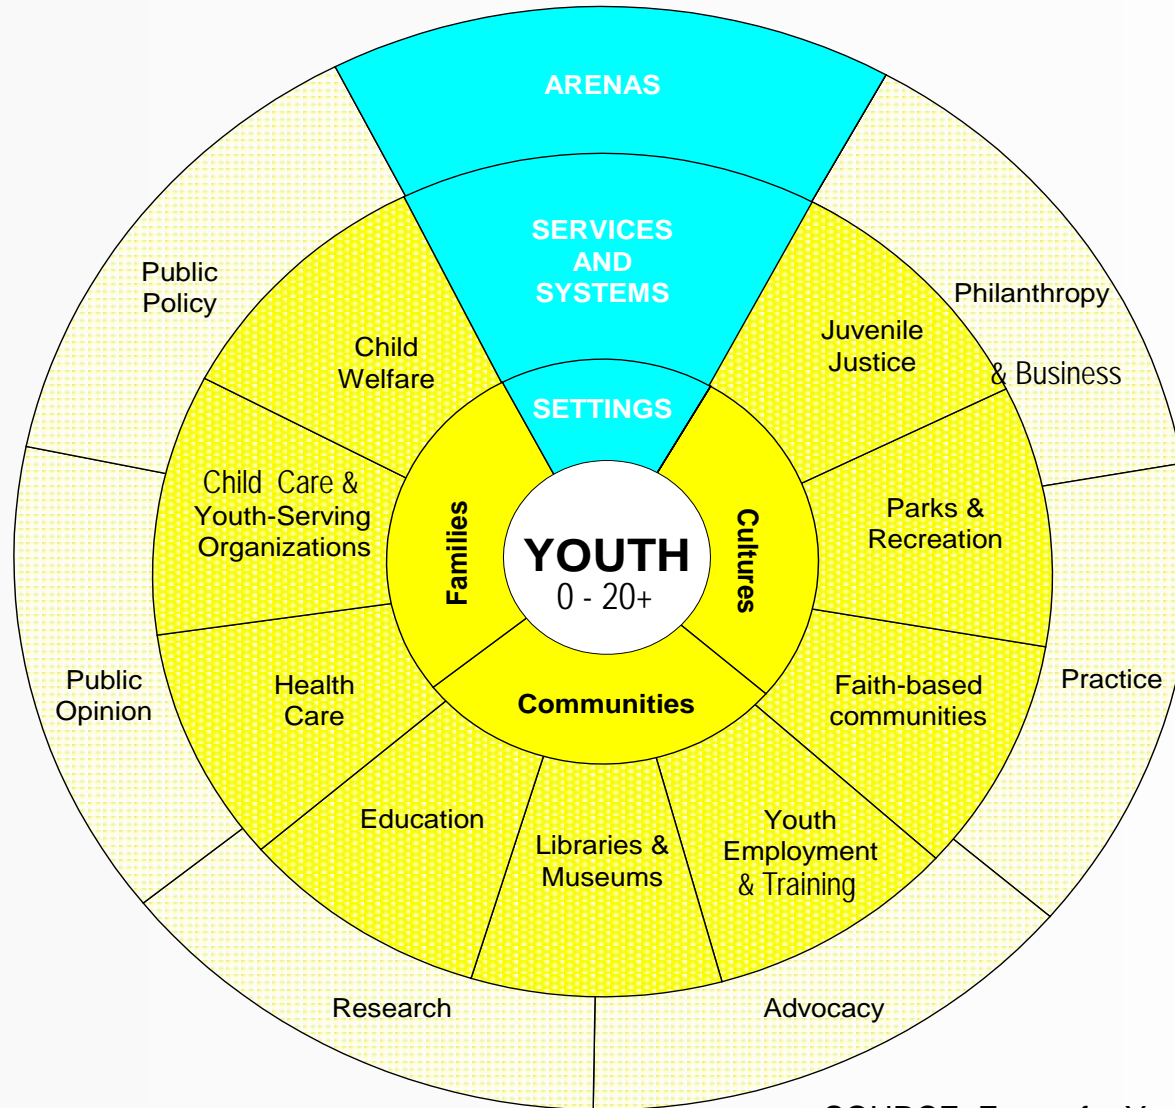 ARENAS
SERVICES
AND
SYSTEMS
SETTINGS
Public
Policy
Philanthropy
& Business
Child
Welfare
Juvenile
Justice
Child Care &
Youth-Serving
Organizations
Parks &
Recreation
Families
YOUTH
0 - 20+
Cultures
Communities
Public
Opinion
Health
Care
Faith-based
communities
Practice
Education
Libraries &
Museums
Youth
Employment
& Training
Research
Advocacy